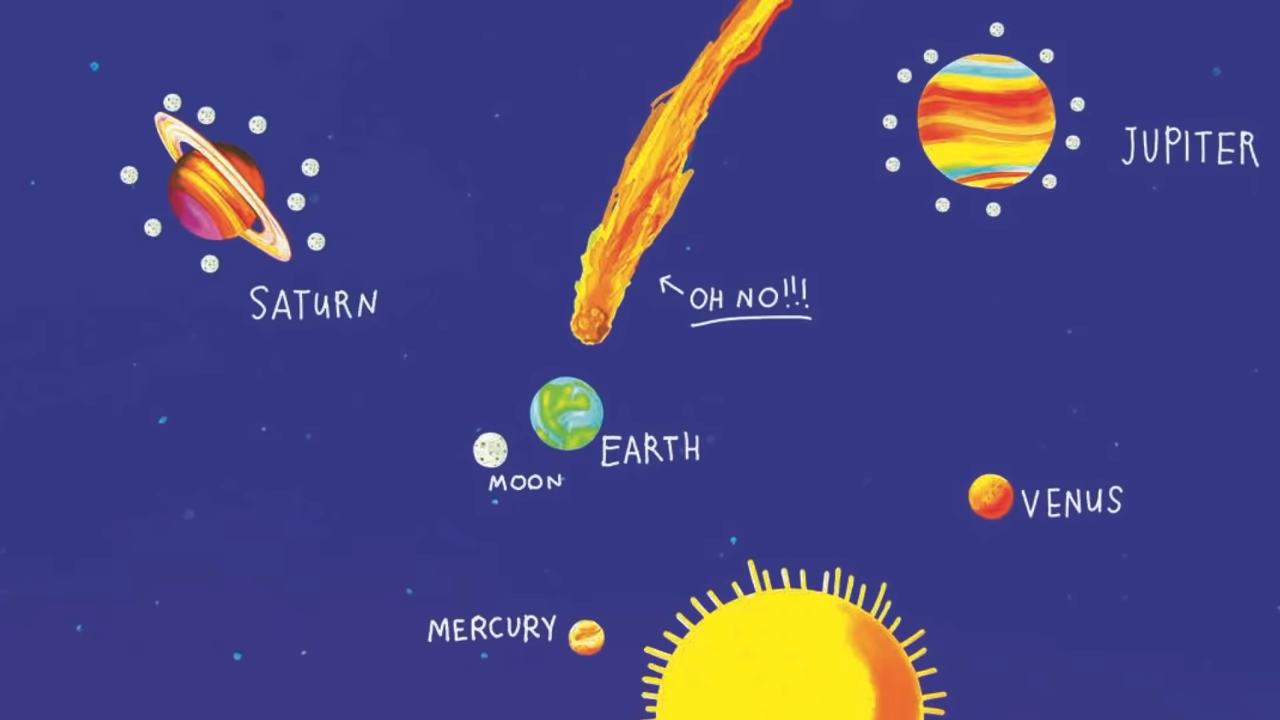 JUPITER
SATURN
OH NO!!!
EARTH
MOON
VENUS
MERCURY